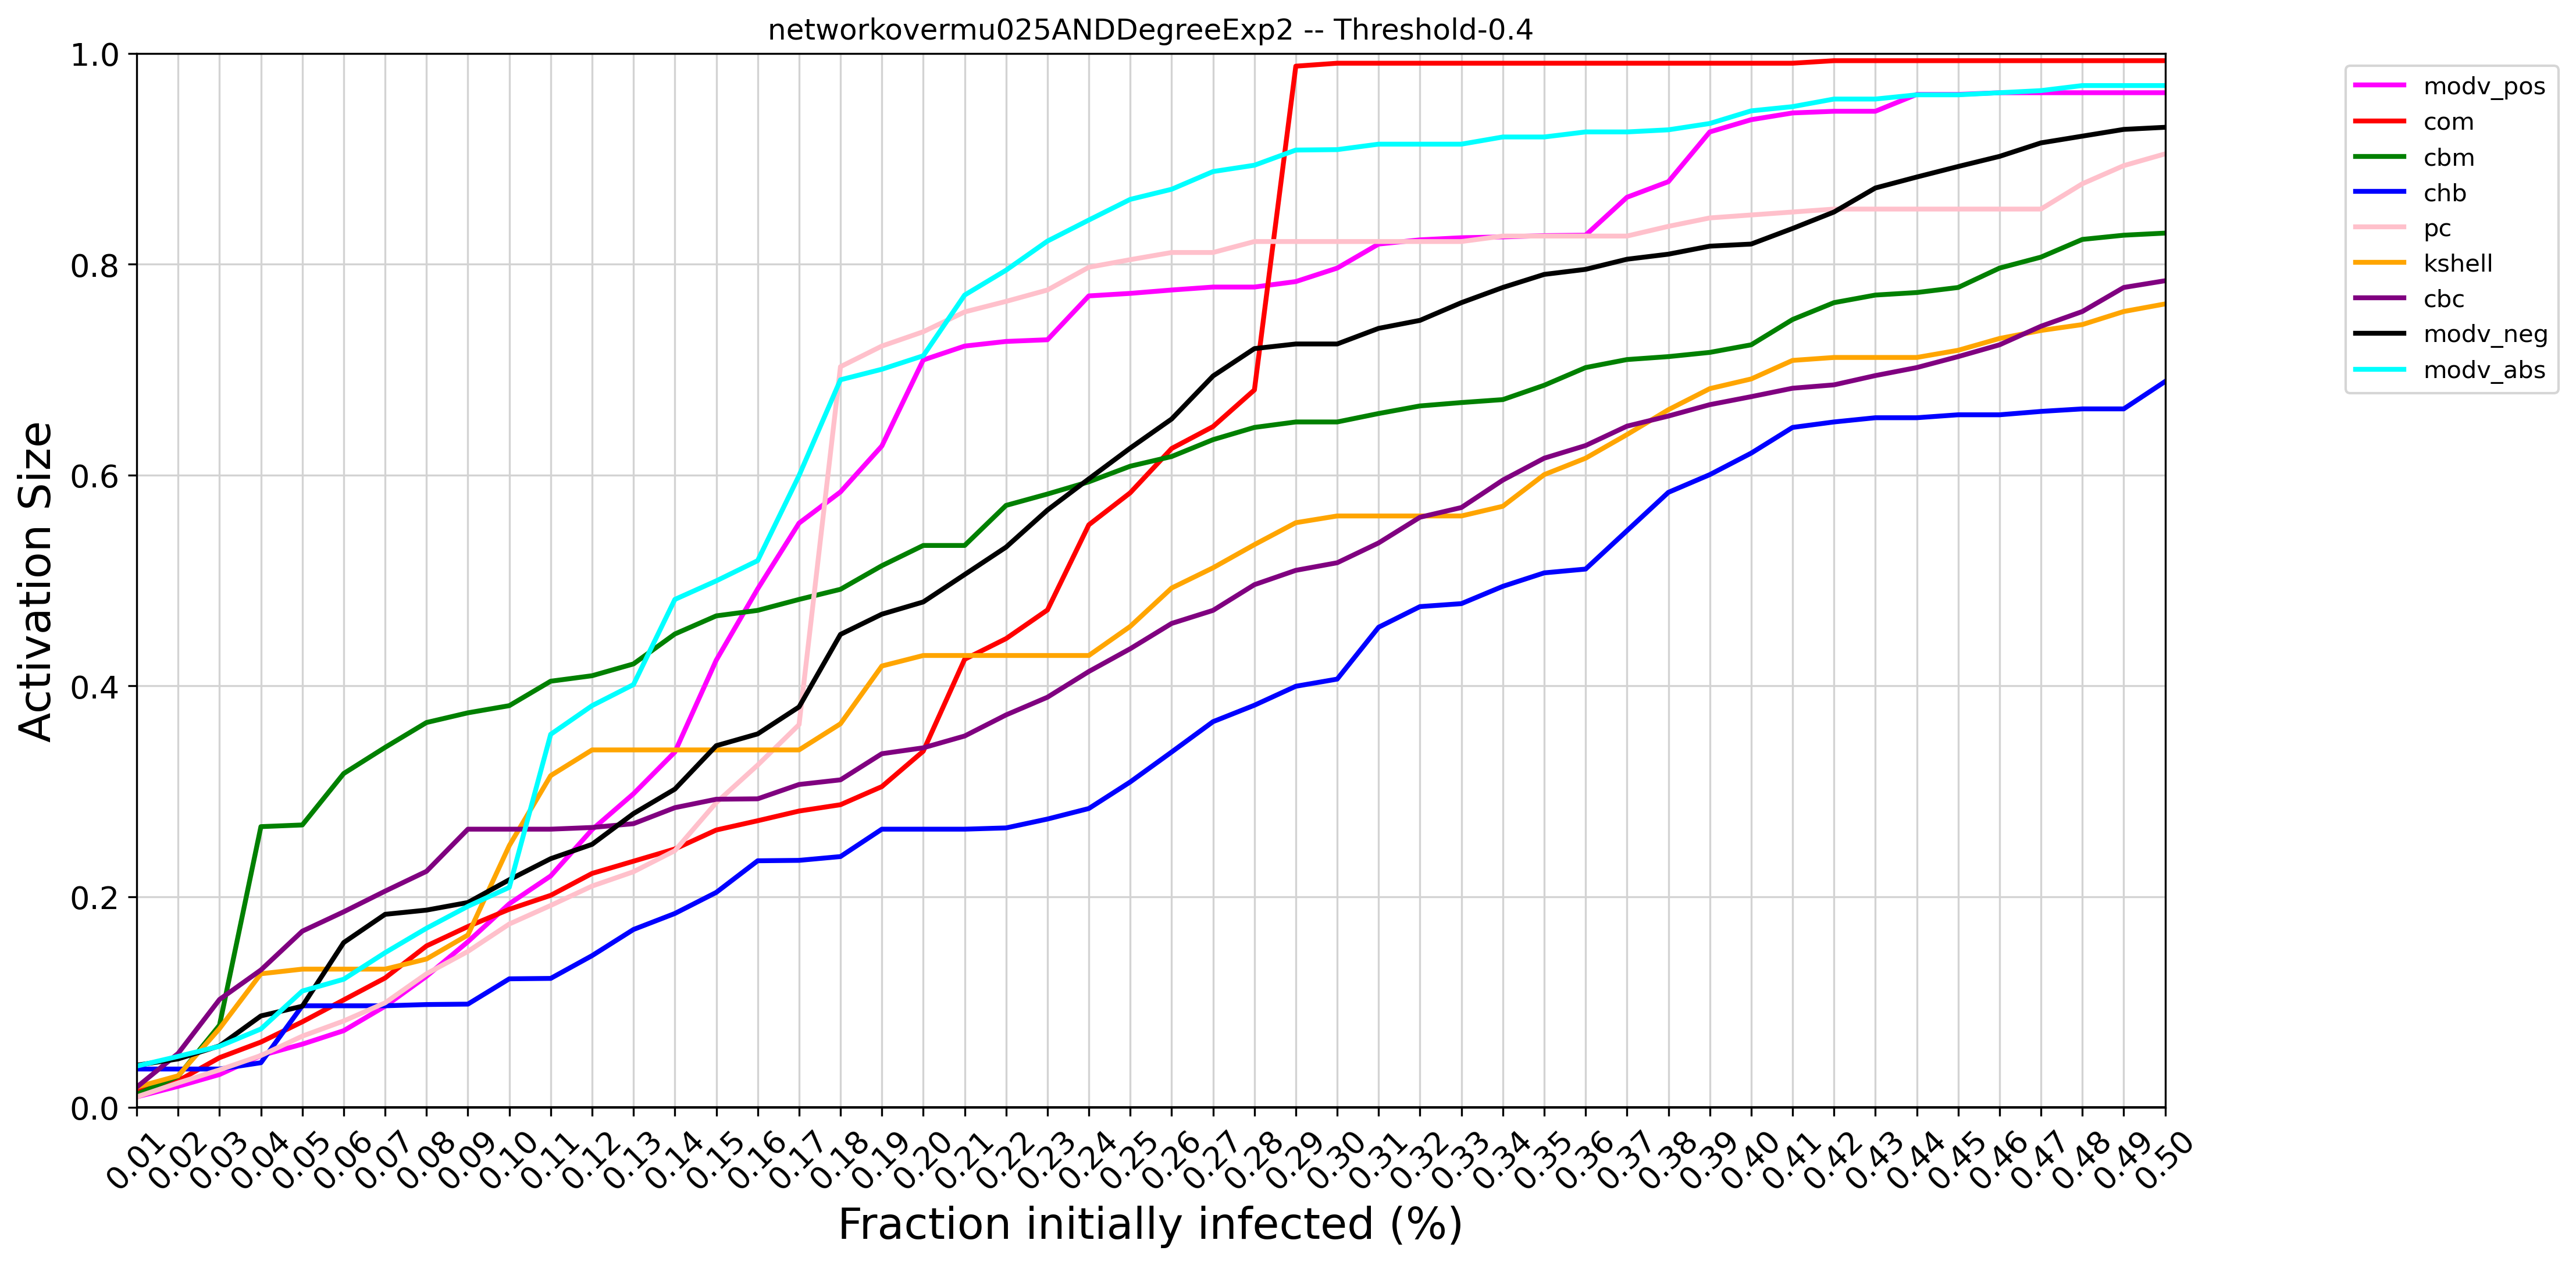 networkovermu025ANDDegreeExp2 -- Threshold-0.4
1.0
0.8
0.6
0.4
0.2
0.0
Activation Size
modv_pos
com
cbm
chb
pc
kshell
cbc
modv_neg
modv_abs
0.01 0.02 0.03 0.04 0.05 0.06 0.07 0.08 0.09 0.10 0.11 0.12 0.13 0.14 0.15 0.16 0.17 0.18 0.19 0.20 0.21 0.22 0.23 0.24 0.25 0.26 0.27 0.28 0.29 0.30 0.31 0.32 0.33 0.34 0.35 0.36 0.37 0.38 0.39 0.40 0.41 0.42 0.43 0.44 0.45 0.46 0.47 0.48 0.49 0.50
Fraction initially infected (%)